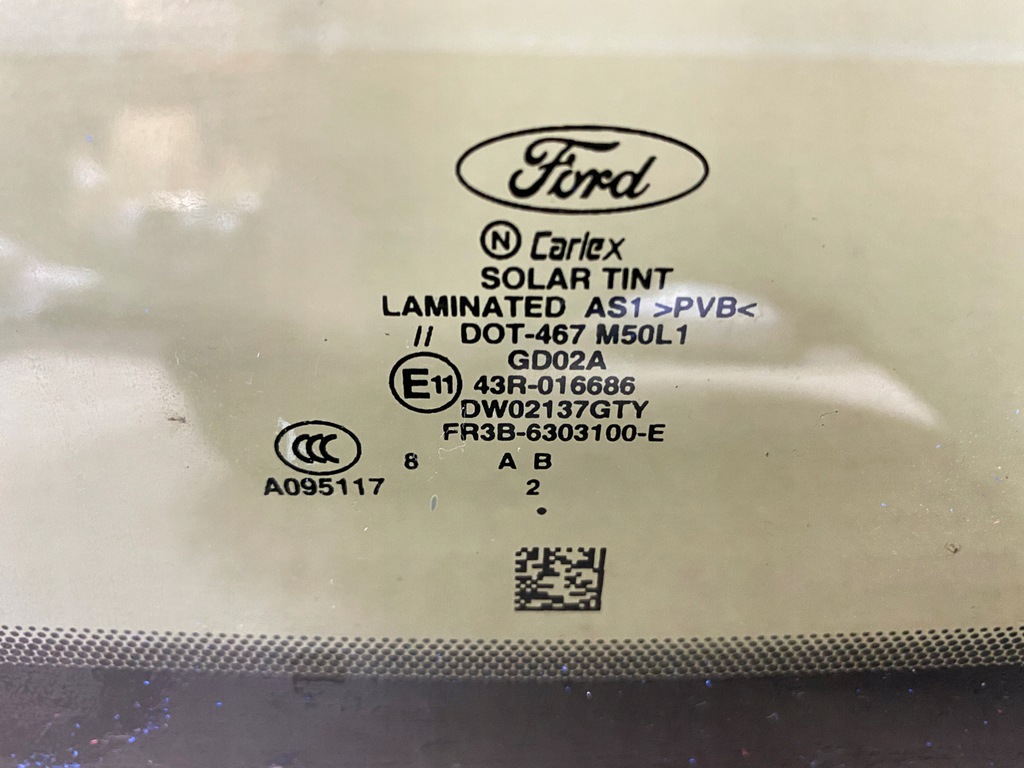 Ford
N Carlex
SOLAR TINT
LAMINATED AS1 >PVB<
// DOT-467 M50L1
GD02A
E11 43R-016686
DW02137GTY
FR3B-6303100-E
CCC 8 A B
A095117 2
.